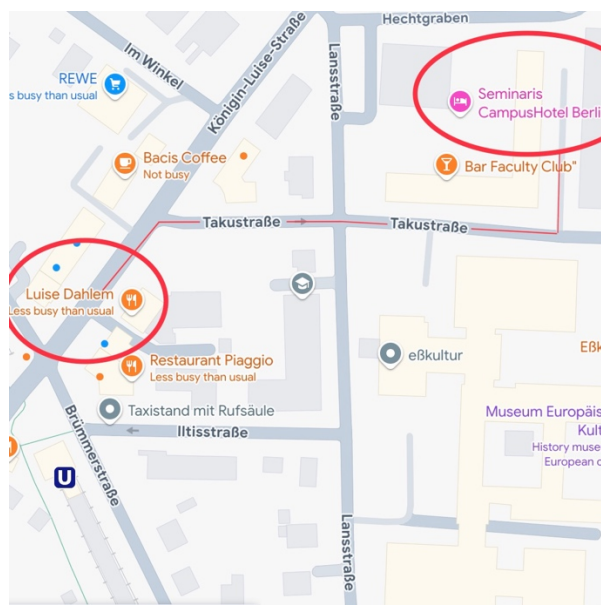 Hechtgraben
Im Winkel
Königin-Luise-Straße
Lansstraße
REWE
s busy than usual
Seminaris
CampusHotel Berli
Bacis Coffee
Not busy
Bar Faculty Club"
Takustraße
Takustraße
Luise Dahlem
Less busy than usual
eßkultur
Eßk
Restaurant Piaggio
Less busy than usual
Taxistand mit Rufsäule
Museum Europäis
Kult
History muse
European c
Iltisstraße
Brümmerstraße
U
Lansstraße